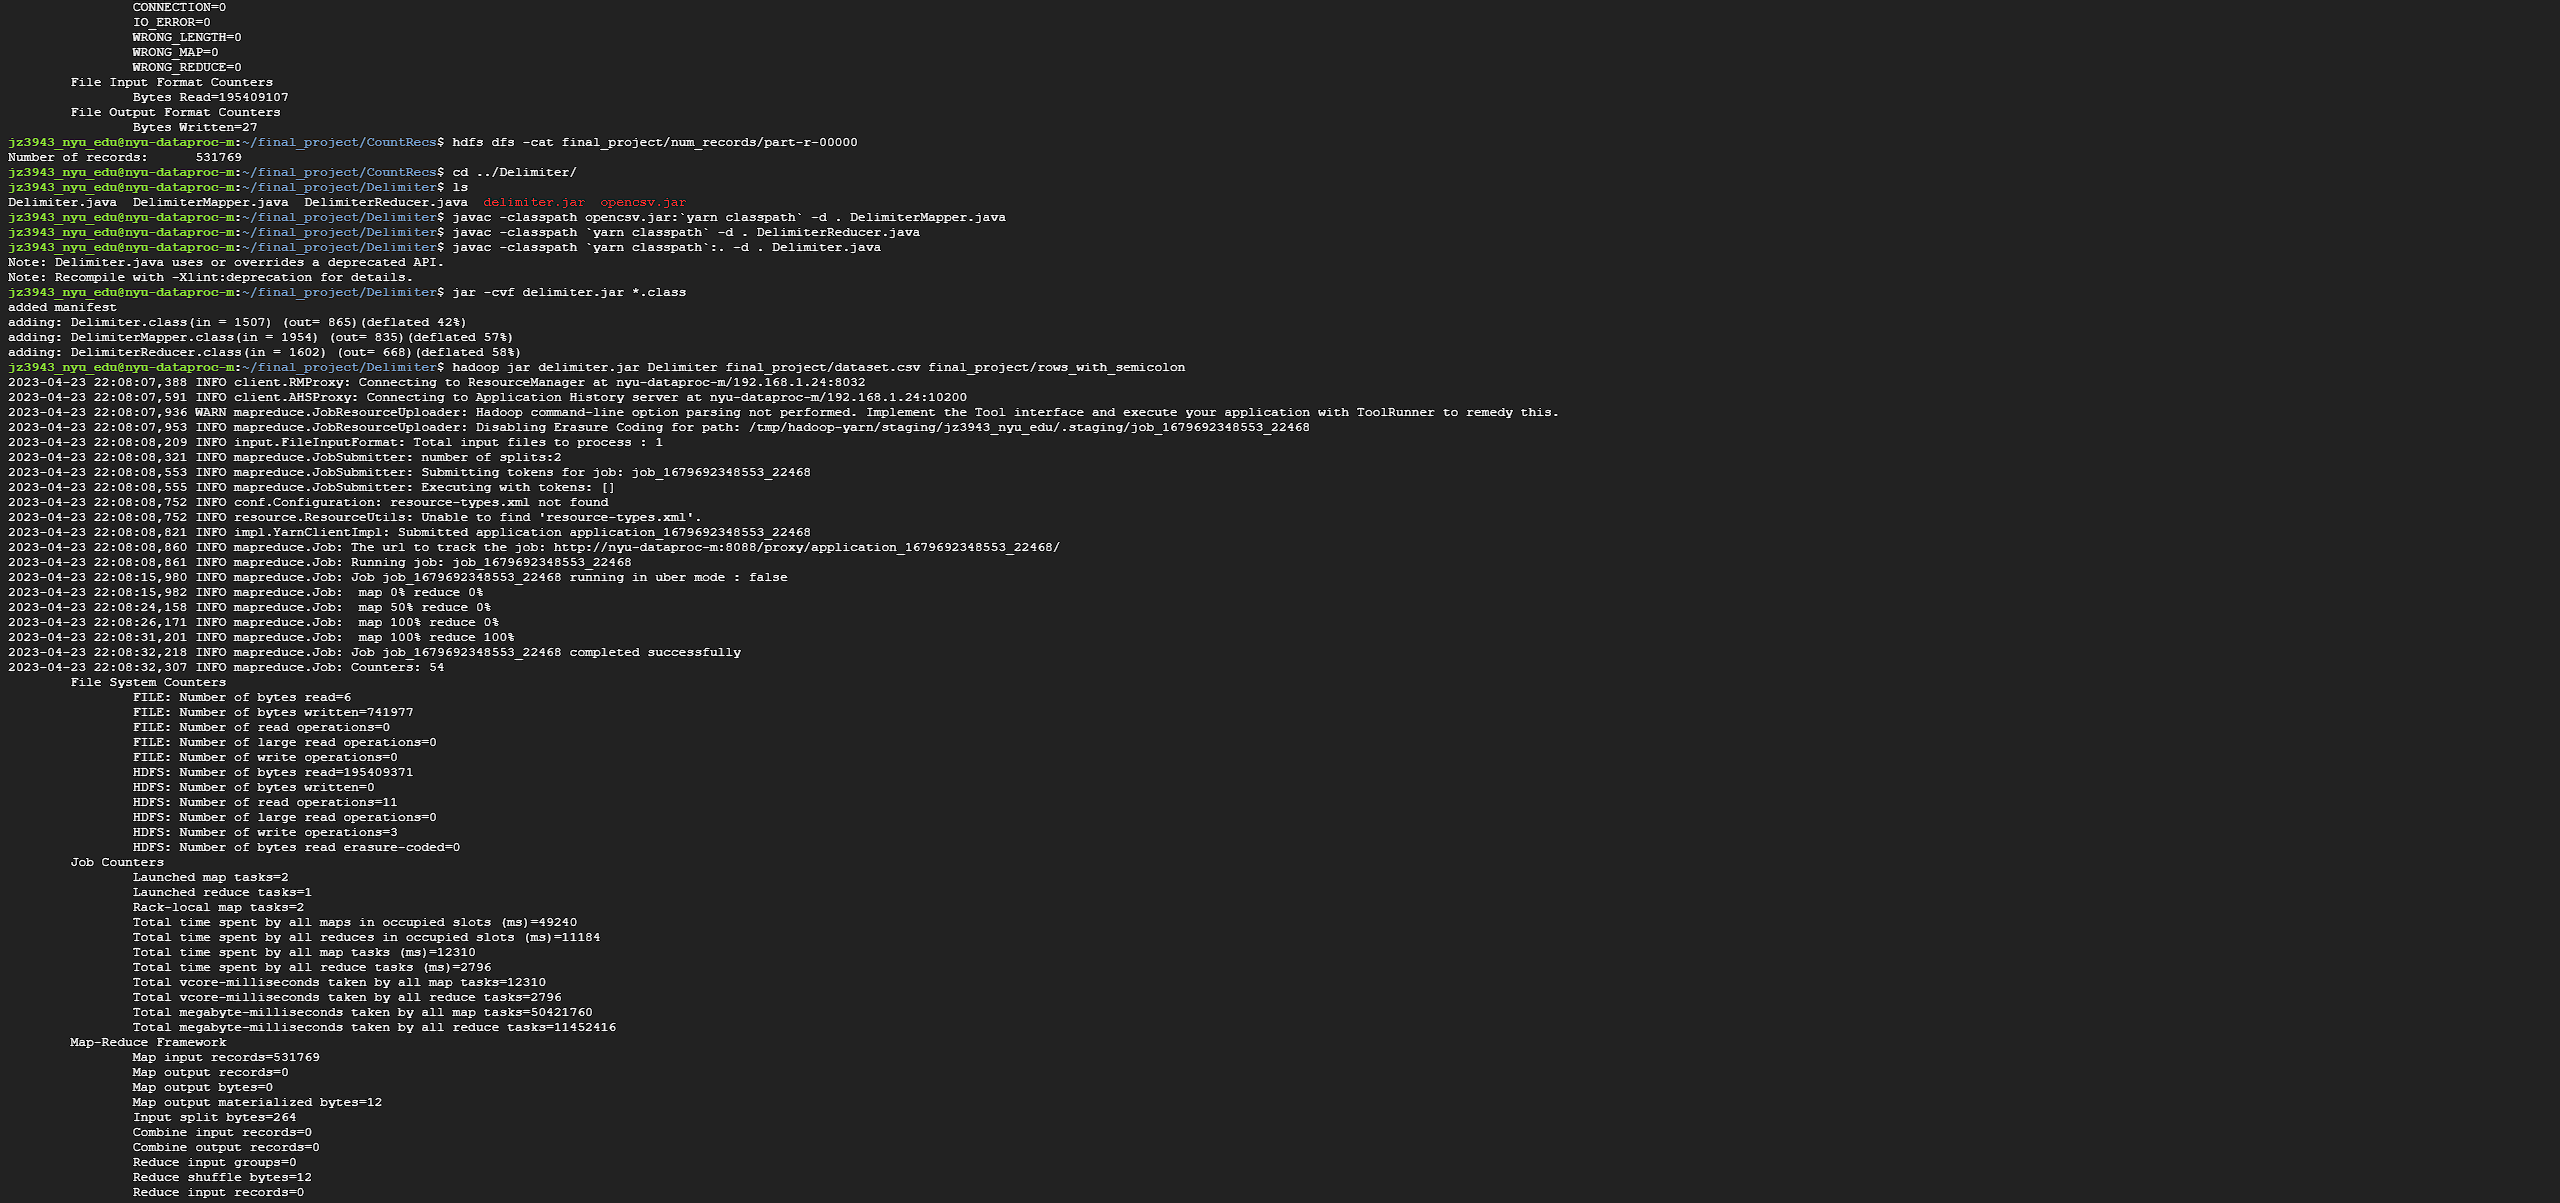 CONNECTION=0
IO_ERROR=0
WRONG_LENGTH=0
WRONG_MAP=0
WRONG_REDUCE=0
File Input Format Counters
Bytes Read=195409107
File Output Format Counters
Bytes Written=27
jz3943_nyu_edu@nyu-dataproc-m:~/final_project/CountRecs$ hdfs dfs -cat final_project/num_records/part-r-00000
Number of records:      531769
jz3943_nyu_edu@nyu-dataproc-m:~/final_project/CountRecs$ cd ../Delimiter/
jz3943_nyu_edu@nyu-dataproc-m:~/final_project/Delimiter$ ls
Delimiter.java  DelimiterMapper.java  DelimiterReducer.java  delimiter.jar  opencsv.jar
jz3943_nyu_edu@nyu-dataproc-m:~/final_project/Delimiter$ javac -classpath opencsv.jar:`yarn classpath` -d . DelimiterMapper.java
jz3943_nyu_edu@nyu-dataproc-m:~/final_project/Delimiter$ javac -classpath `yarn classpath` -d . DelimiterReducer.java
jz3943_nyu_edu@nyu-dataproc-m:~/final_project/Delimiter$ javac -classpath `yarn classpath`:. -d . Delimiter.java
Note: Delimiter.java uses or overrides a deprecated API.
Note: Recompile with -Xlint:deprecation for details.
jz3943_nyu_edu@nyu-dataproc-m:~/final_project/Delimiter$ jar -cvf delimiter.jar *.class
added manifest
adding: Delimiter.class(in = 1507) (out= 865)(deflated 42%)
adding: DelimiterMapper.class(in = 1954) (out= 835)(deflated 57%)
adding: DelimiterReducer.class(in = 1602) (out= 668)(deflated 58%)
jz3943_nyu_edu@nyu-dataproc-m:~/final_project/Delimiter$ hadoop jar delimiter.jar Delimiter final_project/dataset.csv final_project/rows_with_semicolon
2023-04-23 22:08:07,388 INFO client.RMProxy: Connecting to ResourceManager at nyu-dataproc-m/192.168.1.24:8032
2023-04-23 22:08:07,591 INFO client.AHSProxy: Connecting to Application History server at nyu-dataproc-m/192.168.1.24:10200
2023-04-23 22:08:07,936 WARN mapreduce.JobResourceUploader: Hadoop command-line option parsing not performed. Implement the Tool interface and execute your application with ToolRunner to remedy this.
2023-04-23 22:08:07,953 INFO mapreduce.JobResourceUploader: Disabling Erasure Coding for path: /tmp/hadoop-yarn/staging/jz3943_nyu_edu/.staging/job_1679692348553_22468
2023-04-23 22:08:08,209 INFO input.FileInputFormat: Total input files to process : 1
2023-04-23 22:08:08,321 INFO mapreduce.JobSubmitter: number of splits:2
2023-04-23 22:08:08,553 INFO mapreduce.JobSubmitter: Submitting tokens for job: job_1679692348553_22468
2023-04-23 22:08:08,555 INFO mapreduce.JobSubmitter: Executing with tokens: []
2023-04-23 22:08:08,752 INFO conf.Configuration: resource-types.xml not found
2023-04-23 22:08:08,752 INFO resource.ResourceUtils: Unable to find 'resource-types.xml'.
2023-04-23 22:08:08,821 INFO impl.YarnClientImpl: Submitted application application_1679692348553_22468
2023-04-23 22:08:08,860 INFO mapreduce.Job: The url to track the job: http://nyu-dataproc-m:8088/proxy/application_1679692348553_22468/
2023-04-23 22:08:08,861 INFO mapreduce.Job: Running job: job_1679692348553_22468
2023-04-23 22:08:15,980 INFO mapreduce.Job: Job job_1679692348553_22468 running in uber mode : false
2023-04-23 22:08:15,982 INFO mapreduce.Job:  map 0% reduce 0%
2023-04-23 22:08:24,158 INFO mapreduce.Job:  map 50% reduce 0%
2023-04-23 22:08:26,171 INFO mapreduce.Job:  map 100% reduce 0%
2023-04-23 22:08:31,201 INFO mapreduce.Job:  map 100% reduce 100%
2023-04-23 22:08:32,218 INFO mapreduce.Job: Job job_1679692348553_22468 completed successfully
2023-04-23 22:08:32,307 INFO mapreduce.Job: Counters: 54
File System Counters
FILE: Number of bytes read=6
FILE: Number of bytes written=741977
FILE: Number of read operations=0
FILE: Number of large read operations=0
FILE: Number of write operations=0
HDFS: Number of bytes read=195409371
HDFS: Number of bytes written=0
HDFS: Number of read operations=11
HDFS: Number of large read operations=0
HDFS: Number of write operations=3
HDFS: Number of bytes read erasure-coded=0
Job Counters
Launched map tasks=2
Launched reduce tasks=1
Rack-local map tasks=2
Total time spent by all maps in occupied slots (ms)=49240
Total time spent by all reduces in occupied slots (ms)=11184
Total time spent by all map tasks (ms)=12310
Total time spent by all reduce tasks (ms)=2796
Total vcore-milliseconds taken by all map tasks=12310
Total vcore-milliseconds taken by all reduce tasks=2796
Total megabyte-milliseconds taken by all map tasks=50421760
Total megabyte-milliseconds taken by all reduce tasks=11452416
Map-Reduce Framework
Map input records=531769
Map output records=0
Map output bytes=0
Map output materialized bytes=12
Input split bytes=264
Combine input records=0
Combine output records=0
Reduce input groups=0
Reduce shuffle bytes=12
Reduce input records=0